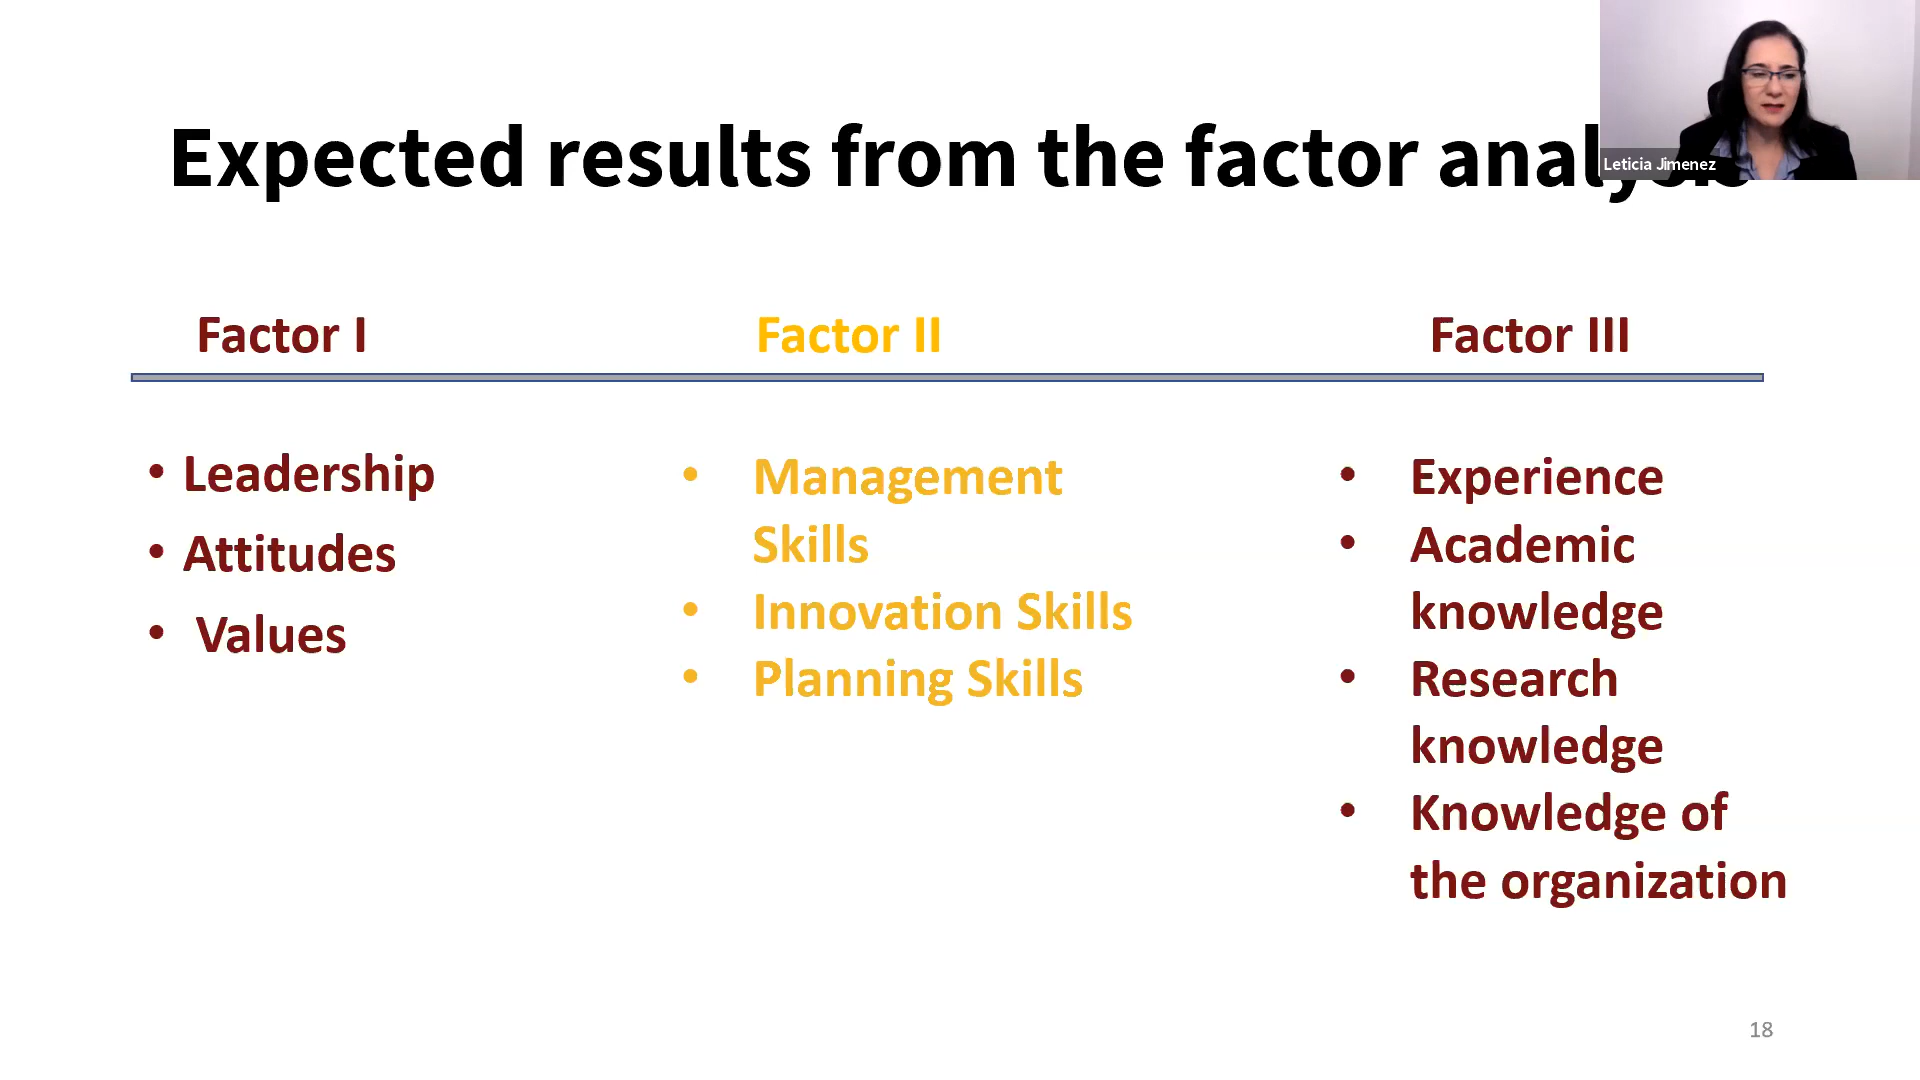 Expected results from the factor
Leticia Jimenez
Factor I
Factor II
Factor III
• Leadership
• Attitudes
• Values
• Management
Skills
• Innovation Skills
• Planning Skills
• Experience
• Academic
knowledge
• Research
knowledge
• Knowledge of
the organization
18